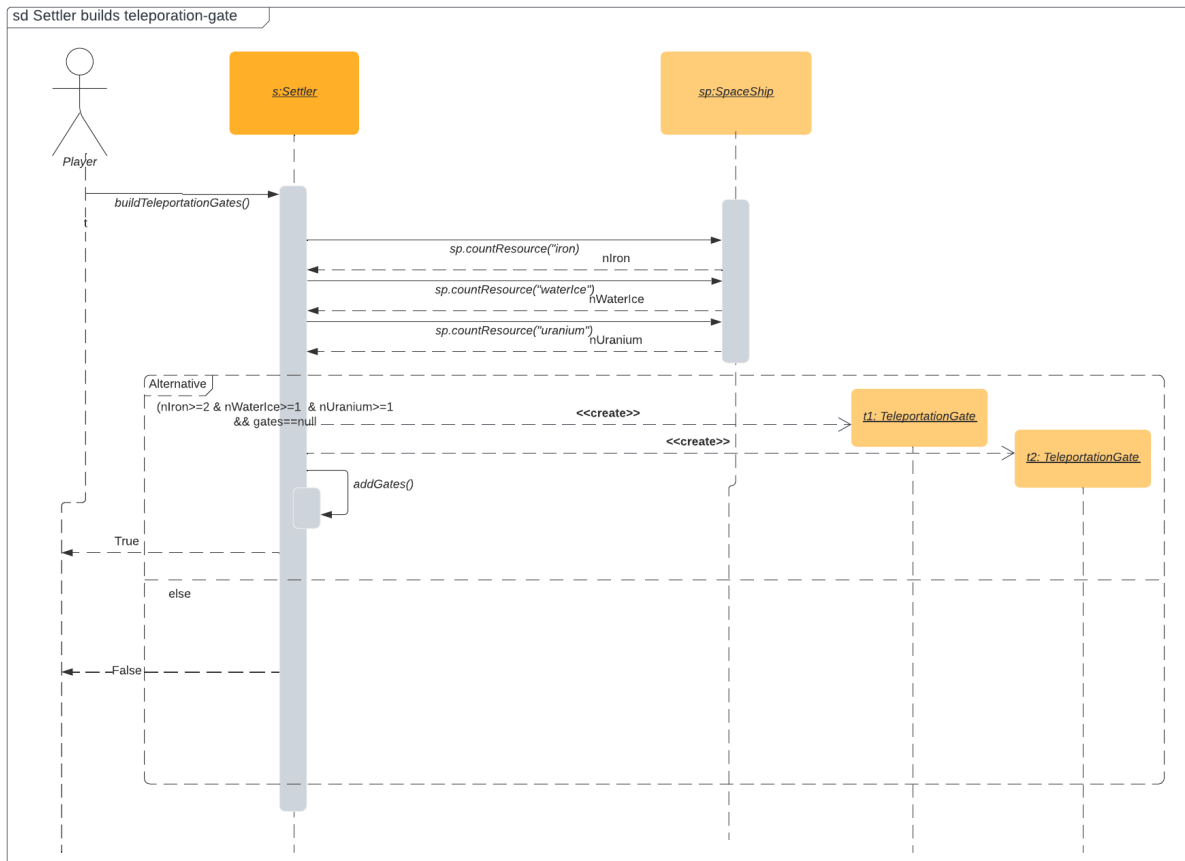 sd Settler builds teleporation-gate
s:Settler
sp:SpaceShip
Player
buildTeleportationGates()
t
sp.countResource("iron)
nIron
sp.countResource("waterIce")
nWaterIce
sp.countResource("uranium")
nUranium
Alternative
(nIron>=2 & nWaterIce>=1  & nUranium>=1
&& gates==null
<<create>>
t1: TeleportationGate
<<create>>
t2: TeleportationGate
addGates()
True
else
False